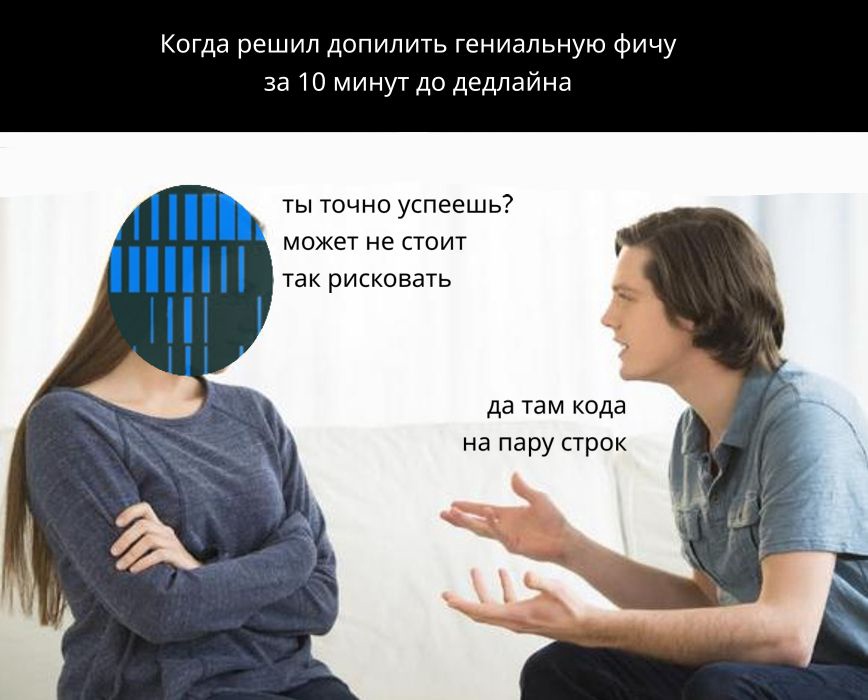 Когда решил допилить гениальную фичу
за 10 минут до дедлайна
ты точно успеешь?
может не стоит
так рисковать
да там кода
на пару строк